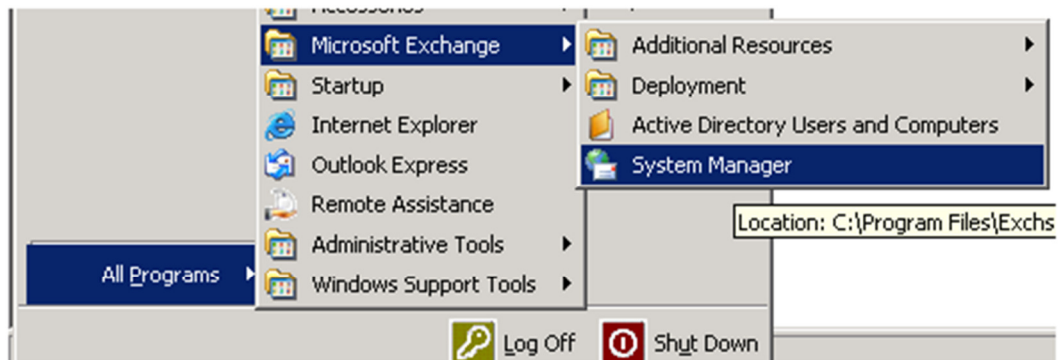 Accessories
Microsoft Exchange
Startup
Internet Explorer
Outlook Express
Remote Assistance
Administrative Tools
Windows Support Tools
Additional Resources
Deployment
Active Directory Users and Computers
System Manager
Location: C:\Program Files\Exchs
All Programs
Log Off
Shut Down